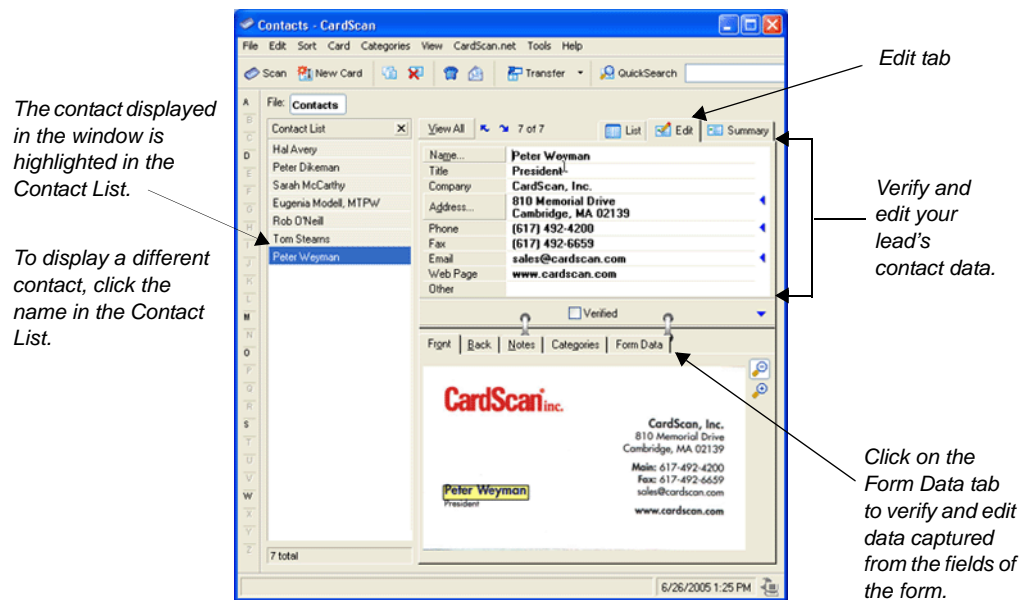 Contacts - CardScan
File Edit Sort Card Categories View CardScan.net Tools Help
Scan New Card Transfer QuickSearch
Edit tab
The contact displayed
in the window is
highlighted in the
Contact List.
To display a different
contact, click the
name in the Contact
List.
A
B
C
D
E
F
G
H
I
J
K
L
M
N
O
P
Q
R
S
T
U
V
W
X
Y
Z
File: Contacts
Contact List X
Hal Avery
Peter Dikeman
Sarah McCarthy
Eugenia Modell, MTPW
Rob O'Neill
Tom Stearns
Peter Weyman
7 total
View All 7 of 7 List Edit Summary
Name... Peter Weyman
Title President
Company CardScan, Inc.
Address... 810 Memorial Drive
Cambridge, MA 02139
Phone (617) 492-4200
Fax (617) 492-6659
Email sales@cardscan.com
Web Page www.cardscan.com
Other
Verified
Verify and
edit your
lead's
contact data.
Front Back Notes Categories Form Data
CardScan inc.
CardScan, Inc.
810 Memorial Drive
Cambridge, MA 02139
Main: 617-492-4200
Fax: 617-492-6659
sales@cardscan.com
www.cardscan.com
Peter Weyman
President
Click on the
Form Data tab
to verify and edit
data captured
from the fields of
the form.
6/26/2005 1:25 PM